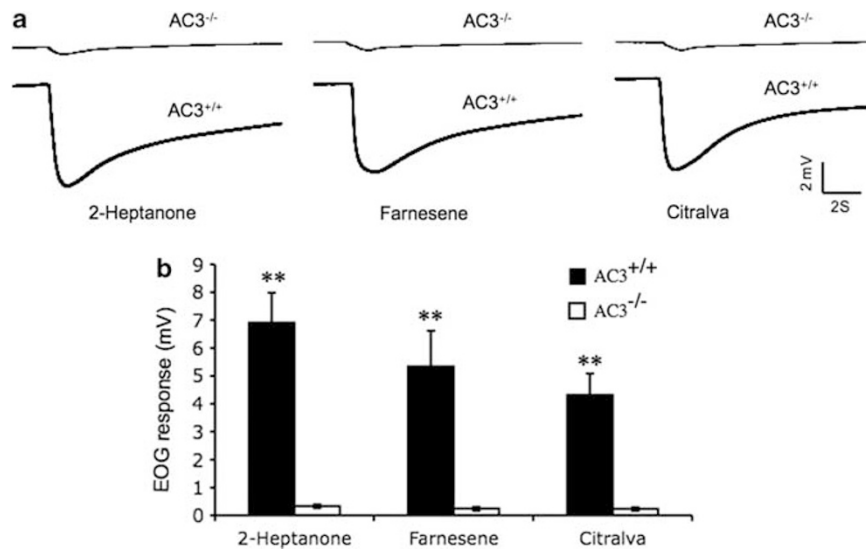 a
AC3-/- AC3-/- AC3-/-
AC3+/+ AC3+/+ AC3+/+
2 mV
2S
2-Heptanone Farnesene Citralva
b
EOG response (mV)
9
8
7
6
5
4
3
2
1
0
** ** **
AC3+/+
AC3-/-
2-Heptanone Farnesene Citralva